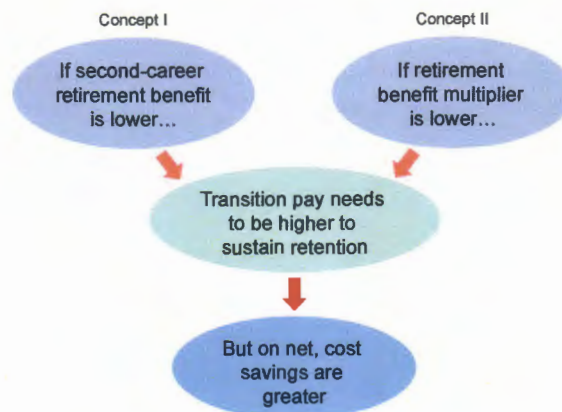 Concept I
Concept II
If second-career
retirement benefit
is lower...
If retirement
benefit multiplier
is lower...
Transition pay needs
to be higher to
sustain retention
But on net, cost
savings are
greater